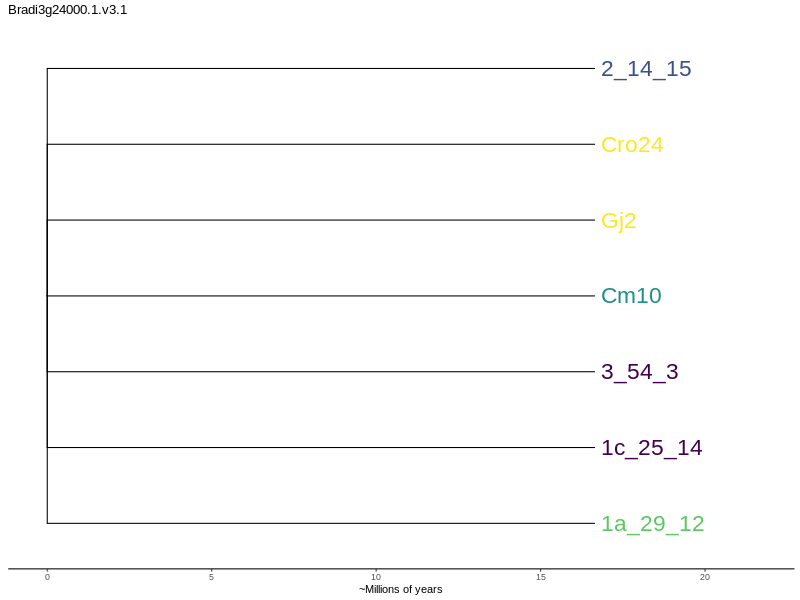 Bradi3g24000.1.v3.1
2_14_15
Cro24
Gj2
Cm10
3_54_3
1c_25_14
1a_29_12
0 5 10 15 20
~Millions of years